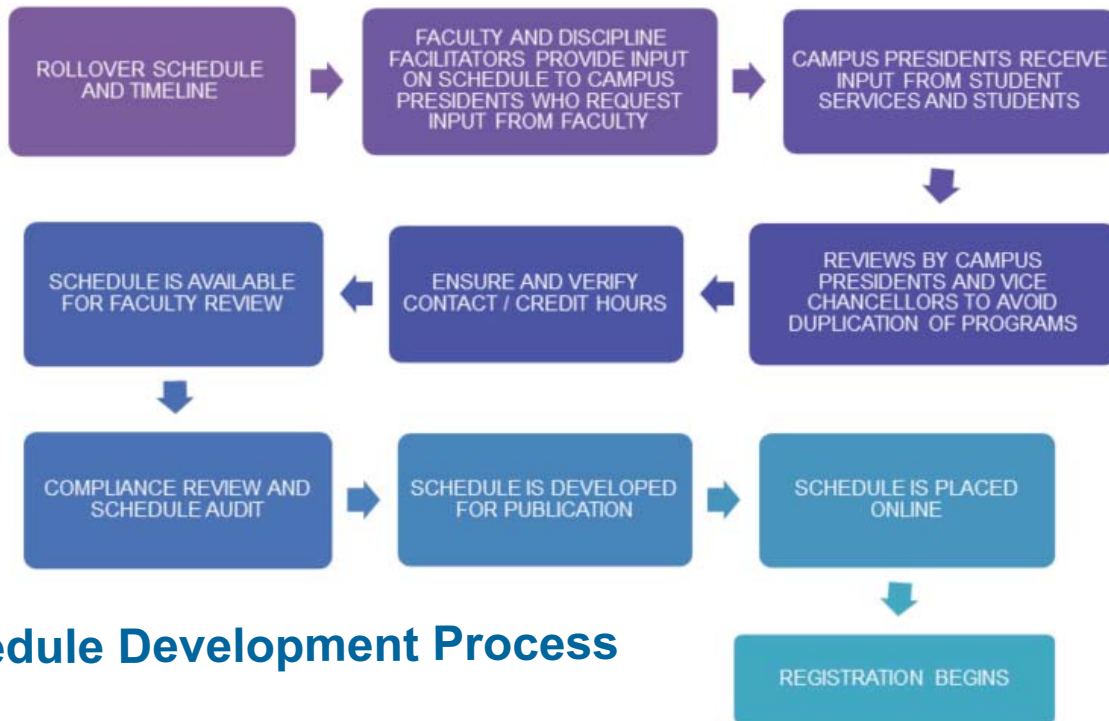 ROLLOVER SCHEDULE
AND TIMELINE
FACULTY AND DISCIPLINE
FACILITATORS PROVIDE INPUT
ON SCHEDULE TO CAMPUS
PRESIDENTS WHO REQUEST
INPUT FROM FACULTY
CAMPUS PRESIDENTS RECEIVE
INPUT FROM STUDENT
SERVICES AND STUDENTS
REVIEWS BY CAMPUS
PRESIDENTS AND VICE
CHANCELLORS TO AVOID
DUPLICATION OF PROGRAMS
ENSURE AND VERIFY
CONTACT / CREDIT HOURS
SCHEDULE IS AVAILABLE
FOR FACULTY REVIEW
COMPLIANCE REVIEW AND
SCHEDULE AUDIT
SCHEDULE IS DEVELOPED
FOR PUBLICATION
SCHEDULE IS PLACED
ONLINE
REGISTRATION BEGINS
edule Development Process